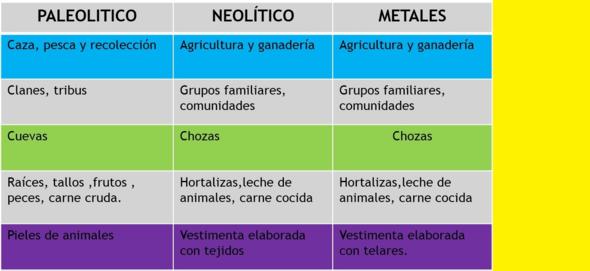 PALEOLITICO NEOLÍTICO METALES
Caza, pesca y recolección Agricultura y ganadería Agricultura y ganadería
Clanes, tribus Grupos familiares, Grupos familiares,
comunidades comunidades
Cuevas Chozas Chozas
Raíces, tallos ,frutos , Hortalizas,leche de Hortalizas,leche de
peces, carne cruda. animales, carne cocida animales, carne cocida
Pieles de animales Vestimenta elaborada Vestimenta elaborada
con tejidos con telares.